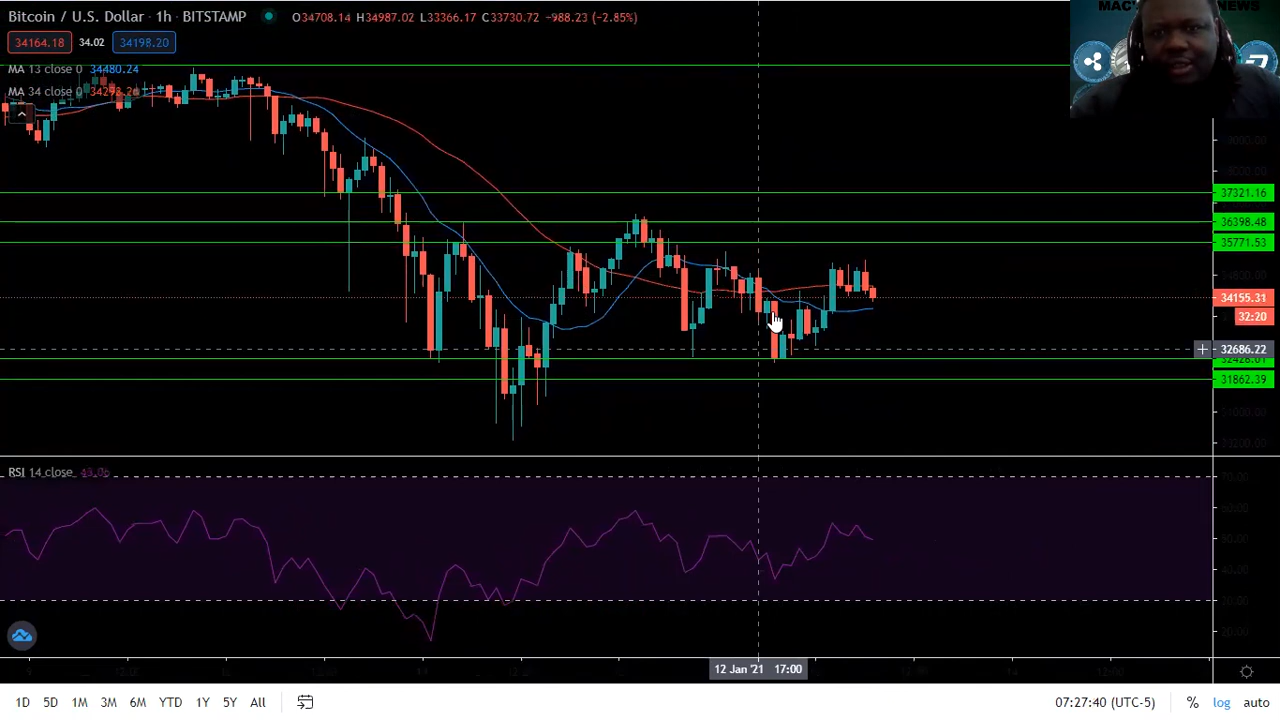 Bitcoin / U.S. Dollar · 1h · BITSTAMP O34708.14 H34987.02 L33366.17 C33730.72 −988.23 (−2.85%)
34164.18 34.02 34198.20
MA 13 close 0 34480.24
MA 34 close 0
37321.16
36398.48
35771.53
34155.31
32:20
32686.22
31862.39
RSI 14 close
12 Jan '21 17:00
1D 5D 1M 3M 6M YTD 1Y 5Y All 07:27:40 (UTC-5) % log auto